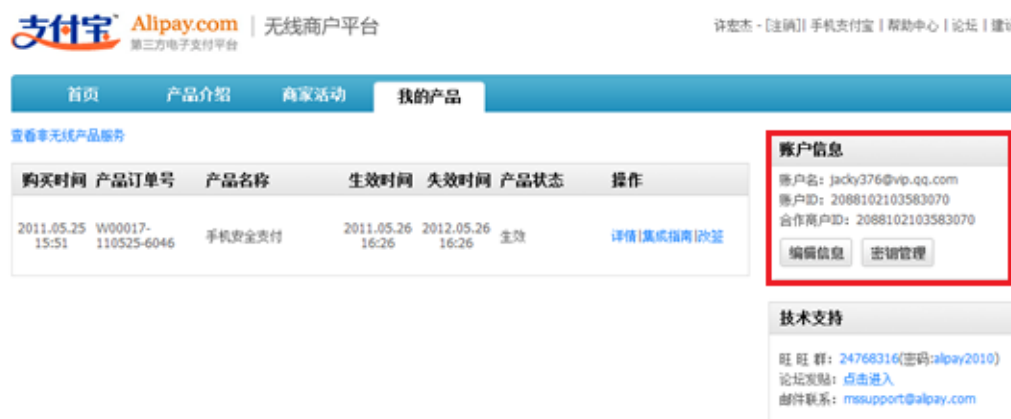 支付宝 Alipay.com | 无线商户平台
第三方电子支付平台
许宏杰 - [注销]| 手机支付宝 | 帮助中心 | 论坛 | 建议
首页 产品介绍 商家活动 我的产品
查看非无线产品服务
购买时间 产品订单号 产品名称 生效时间 失效时间 产品状态 操作
2011.05.25 15:51 W00017-110525-6046 手机安全支付 2011.05.26 16:26 2012.05.26 16:26 生效 详情|集成指南|改签
账户信息
账户名：jacky376@vip.qq.com
账户ID：2088102103583070
合作商户ID：2088102103583070
编辑信息 密钥管理
技术支持
旺 旺 群：24768316(密码:alipay2010)
论坛发贴：点击进入
邮件联系：mssupport@alipay.com